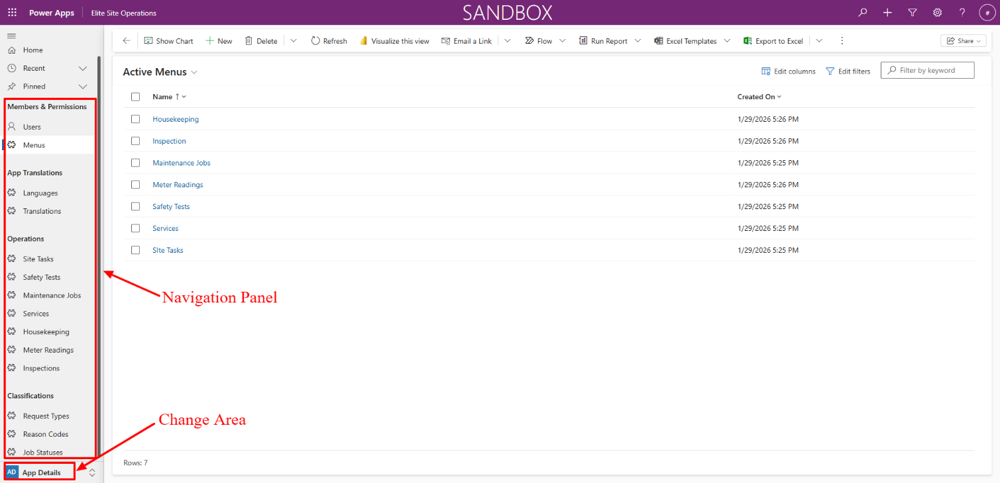 Power Apps Elite Site Operations SANDBOX #
Home
Recent
Pinned
Members & Permissions
Users
Menus
App Translations
Languages
Translations
Operations
Site Tasks
Safety Tests
Maintenance Jobs
Services
Housekeeping
Meter Readings
Inspections
Classifications
Request Types
Reason Codes
Job Statuses
AD App Details
Show Chart New Delete Refresh Visualize this view Email a Link Flow Run Report Excel Templates Export to Excel Share
Active Menus Edit columns Edit filters Filter by keyword
Name ↑ Created On
Housekeeping 1/29/2026 5:26 PM
Inspection 1/29/2026 5:26 PM
Maintenance Jobs 1/29/2026 5:25 PM
Meter Readings 1/29/2026 5:26 PM
Safety Tests 1/29/2026 5:25 PM
Services 1/29/2026 5:25 PM
SIte Tasks 1/29/2026 5:25 PM
Navigation Panel
Change Area
Rows: 7